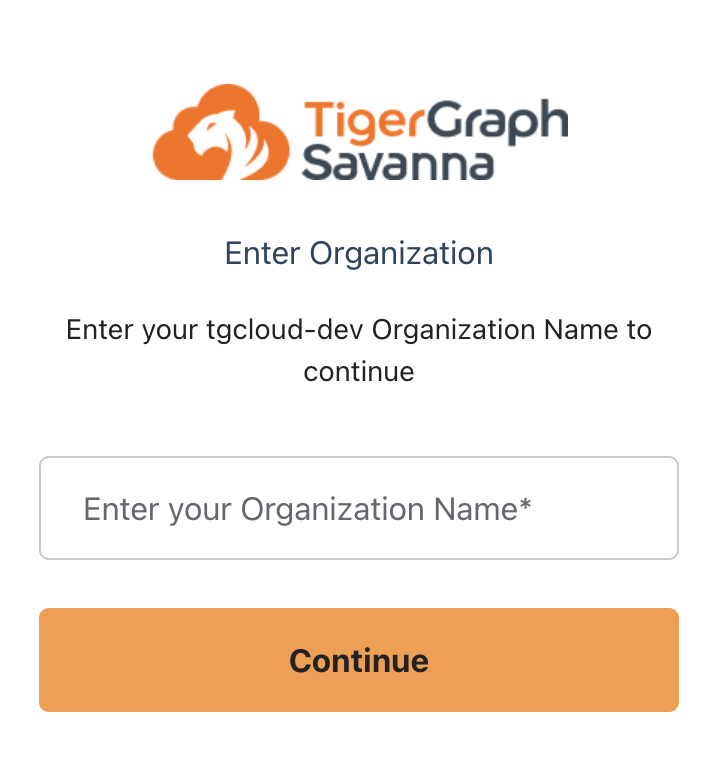 TigerGraph
Savanna
Enter Organization
Enter your tgcloud-dev Organization Name to
continue
Enter your Organization Name*
Continue